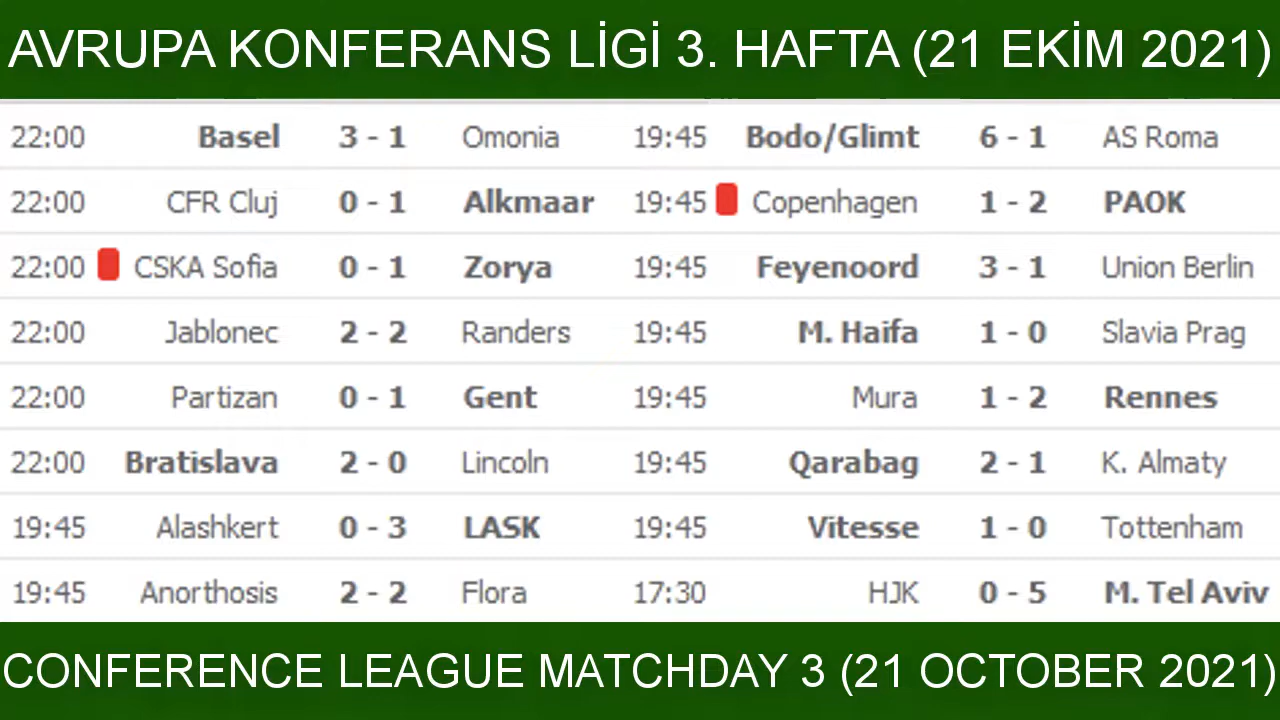 AVRUPA KONFERANS LİGİ 3. HAFTA (21 EKİM 2021)
22:00 Basel 3 - 1 Omonia 19:45 Bodo/Glimt 6 - 1 AS Roma
22:00 CFR Cluj 0 - 1 Alkmaar 19:45 Copenhagen 1 - 2 PAOK
22:00 CSKA Sofia 0 - 1 Zorya 19:45 Feyenoord 3 - 1 Union Berlin
22:00 Jablonec 2 - 2 Randers 19:45 M. Haifa 1 - 0 Slavia Prag
22:00 Partizan 0 - 1 Gent 19:45 Mura 1 - 2 Rennes
22:00 Bratislava 2 - 0 Lincoln 19:45 Qarabag 2 - 1 K. Almaty
19:45 Alashkert 0 - 3 LASK 19:45 Vitesse 1 - 0 Tottenham
19:45 Anorthosis 2 - 2 Flora 17:30 HJK 0 - 5 M. Tel Aviv
CONFERENCE LEAGUE MATCHDAY 3 (21 OCTOBER 2021)